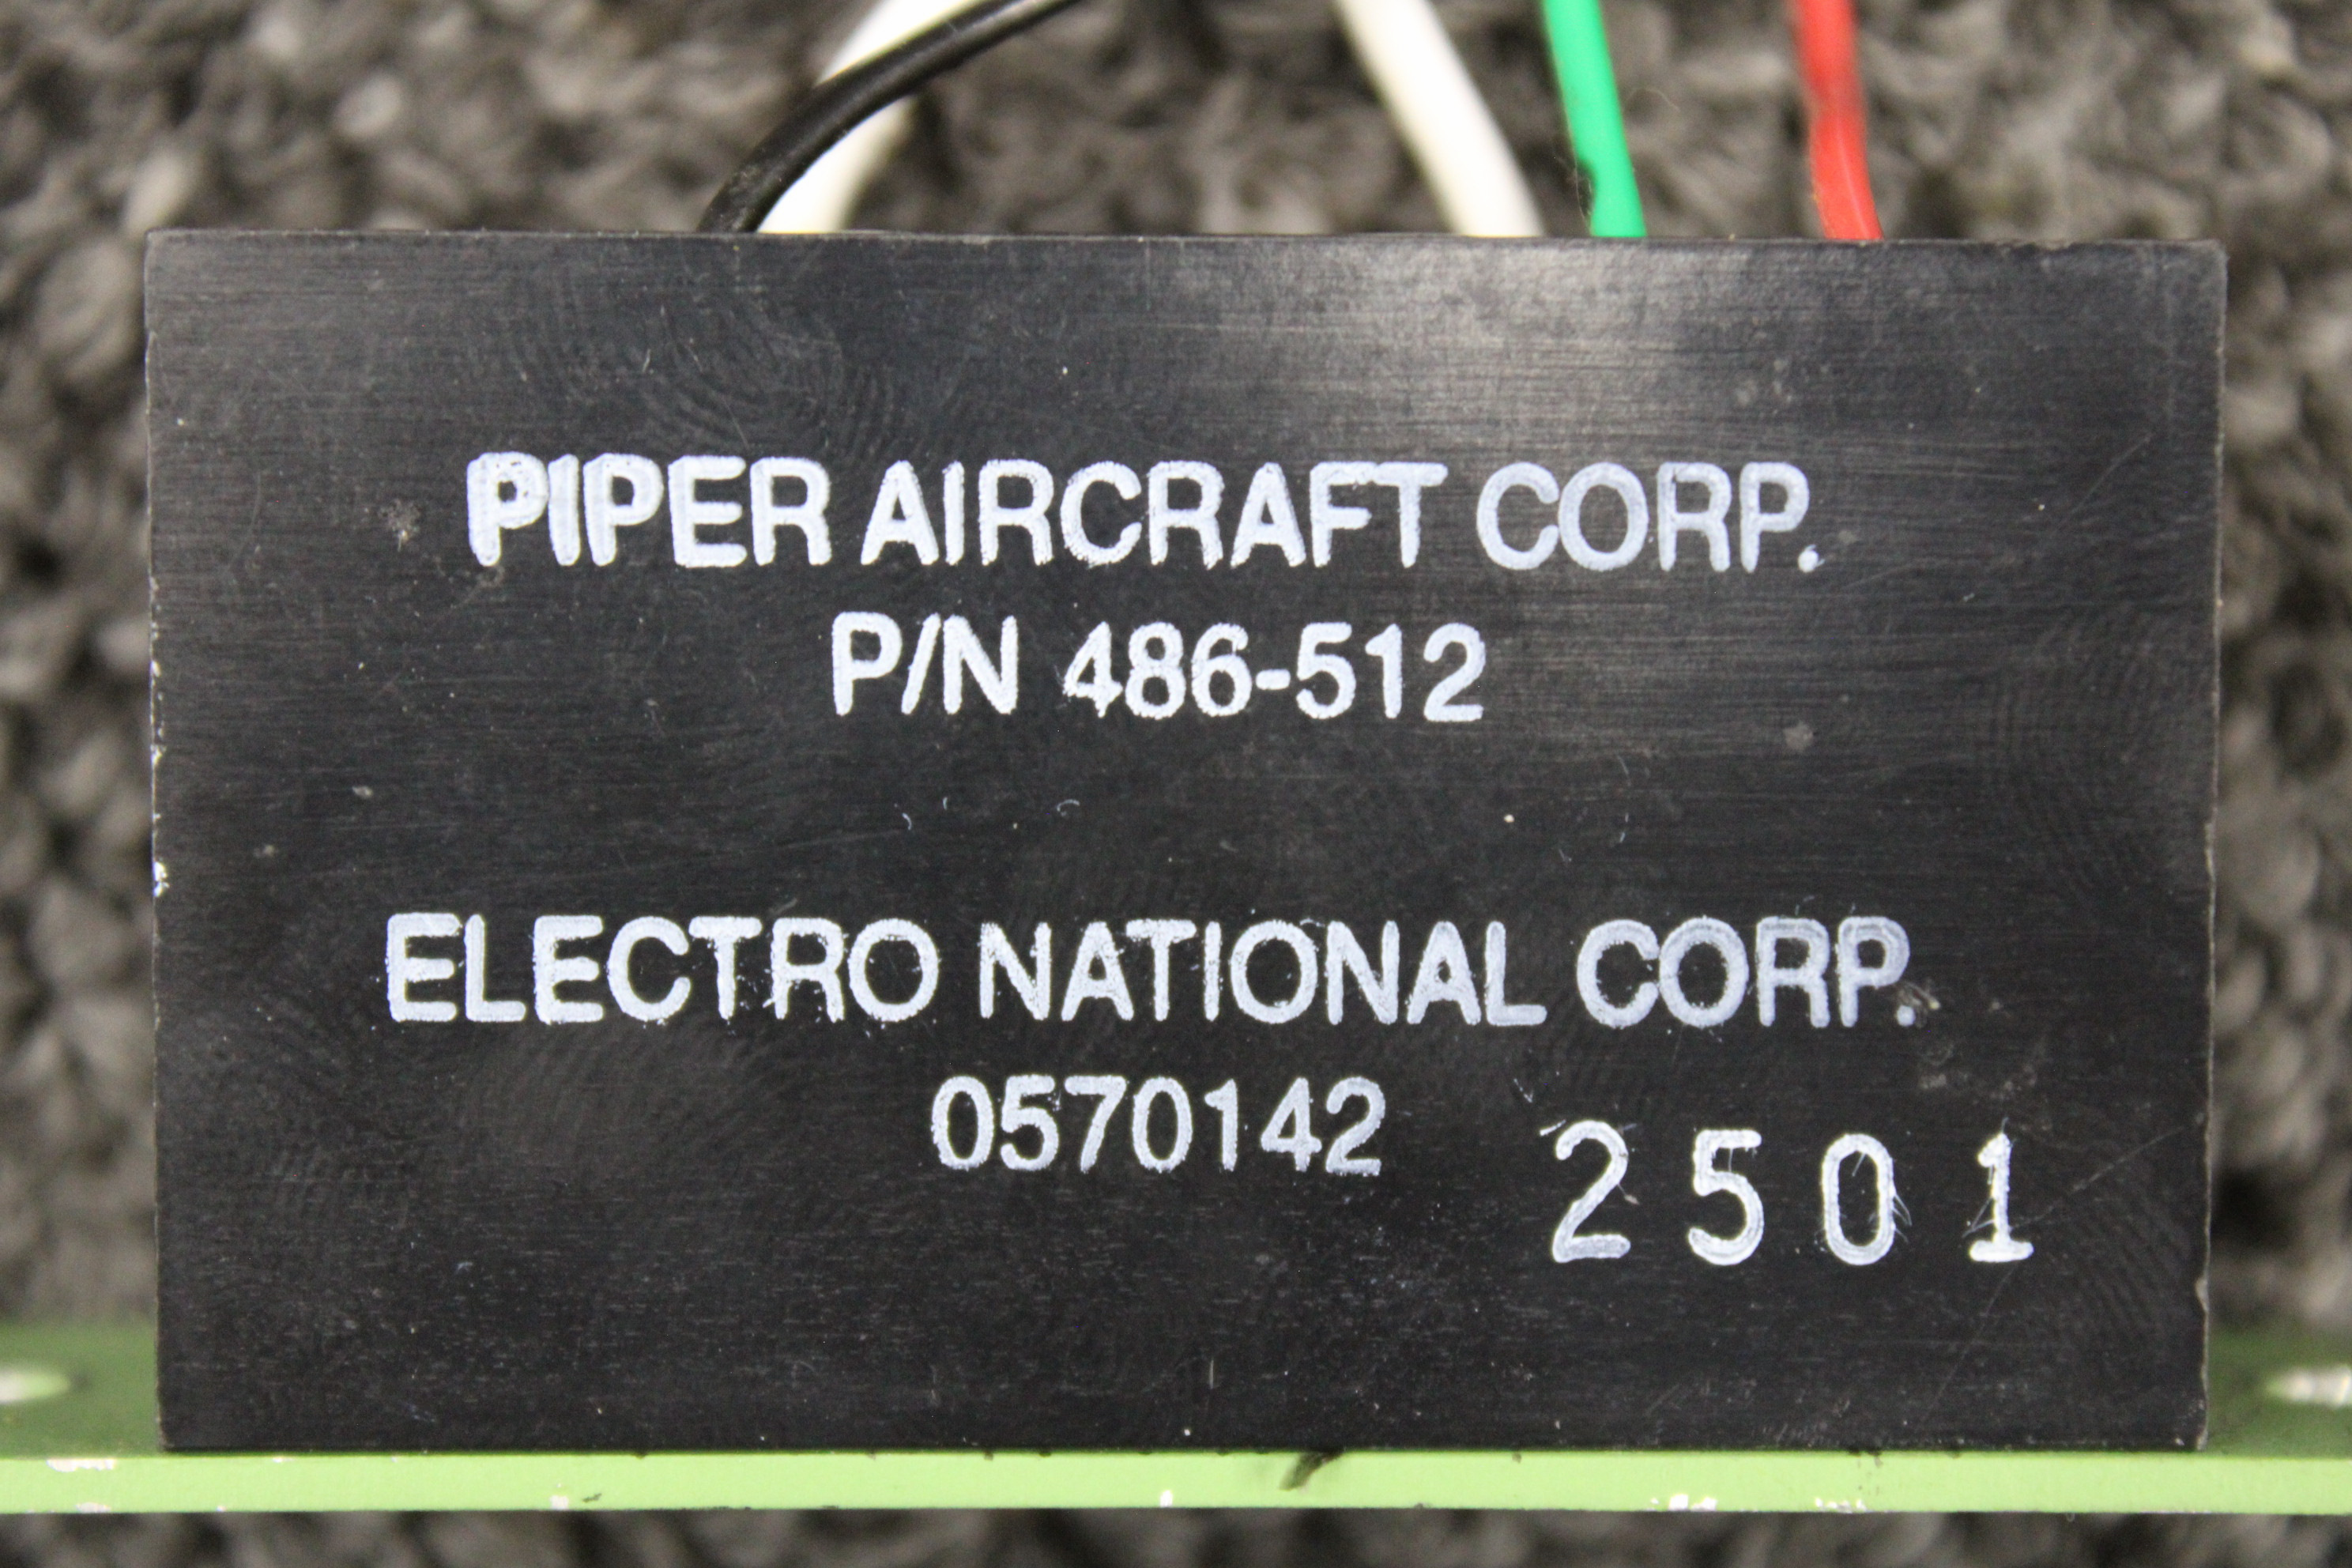 PIPER AIRCRAFT CORP.
P/N 486-512
ELECTRO NATIONAL CORP.
0570142
2501